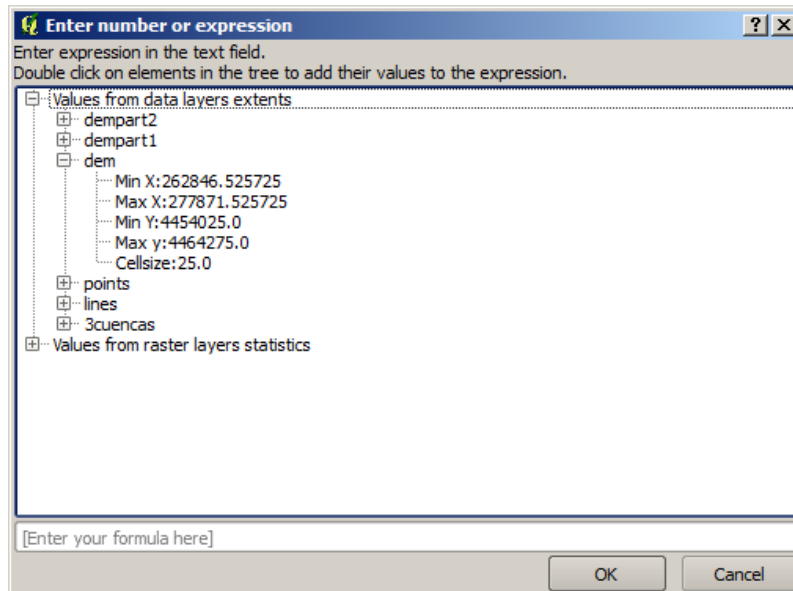 Enter number or expression
Enter expression in the text field.
Double click on elements in the tree to add their values to the expression.
Values from data layers extents
dempart2
dempart1
dem
Min X:262846.525725
Max X:277871.525725
Min Y:4454025.0
Max y:4464275.0
Cellsize:25.0
points
lines
3cuencas
Values from raster layers statistics
[Enter your formula here]
OK Cancel